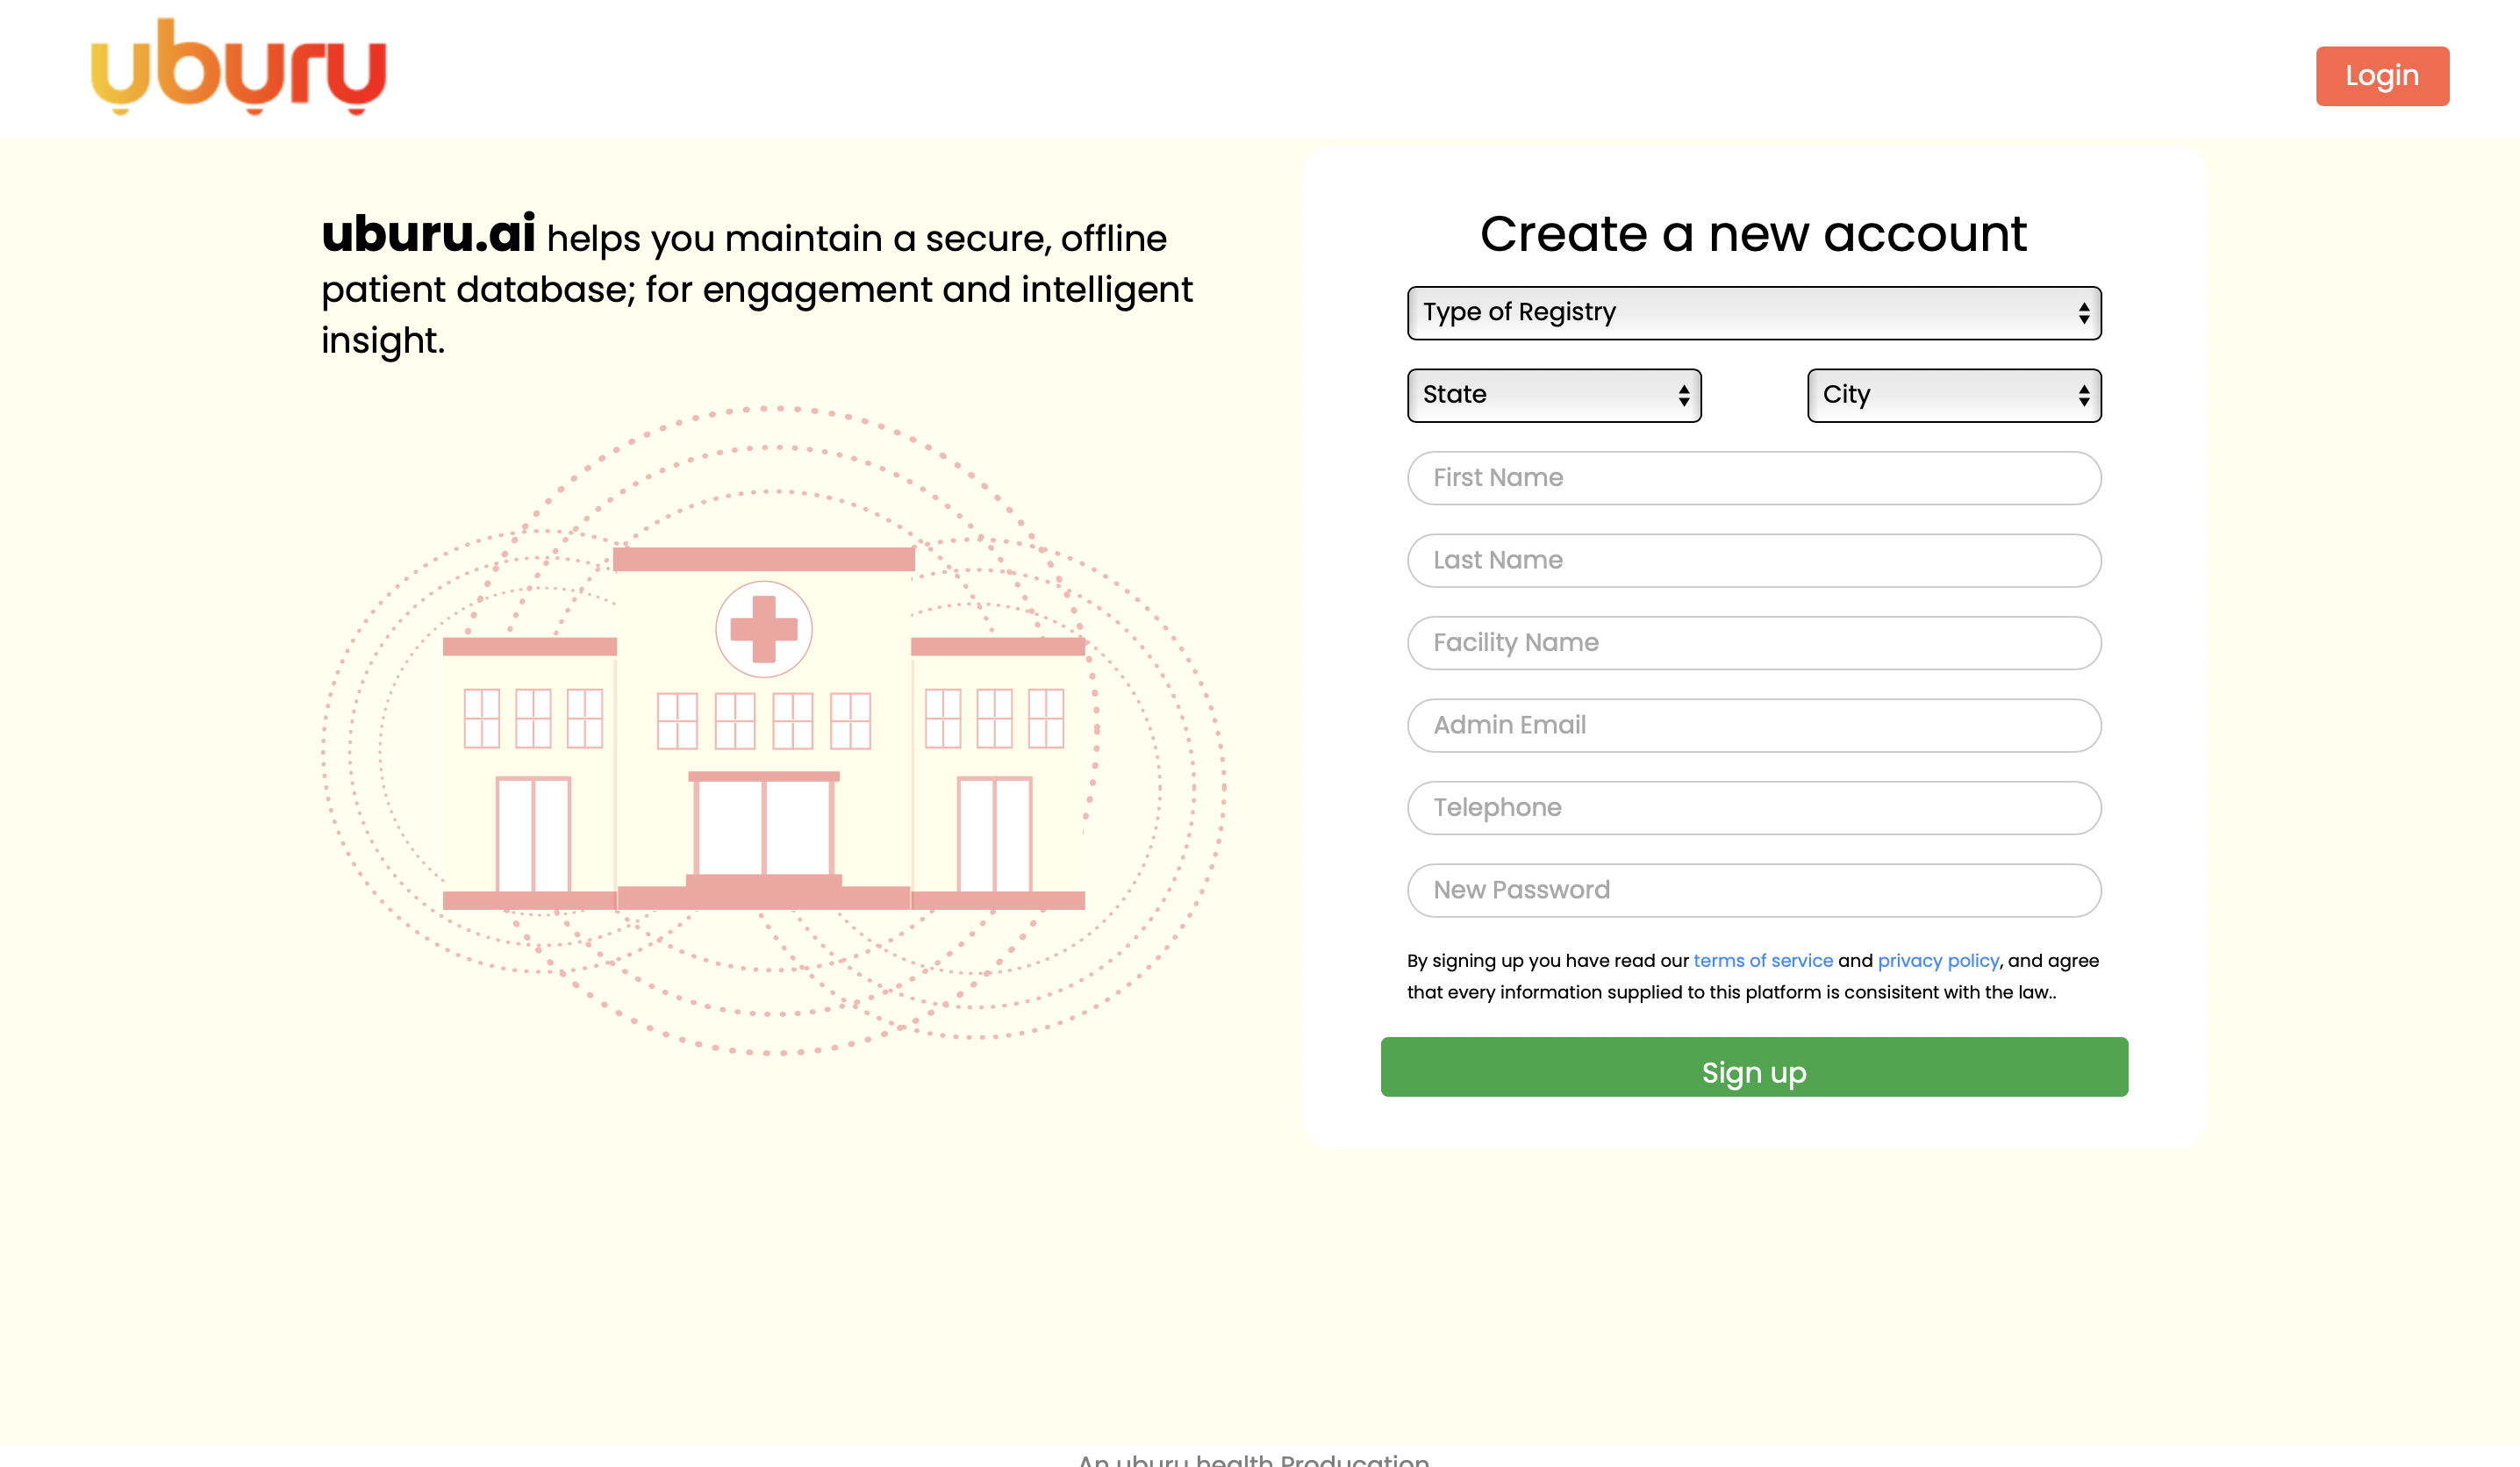 uburu
Login
uburu.ai helps you maintain a secure, offline
patient database; for engagement and intelligent
insight.
Create a new account
Type of Registry
State
City
First Name
Last Name
Facility Name
Admin Email
Telephone
New Password
By signing up you have read our terms of service and privacy policy, and agree
that every information supplied to this platform is consisitent with the law..
Sign up
An uburu health Producation